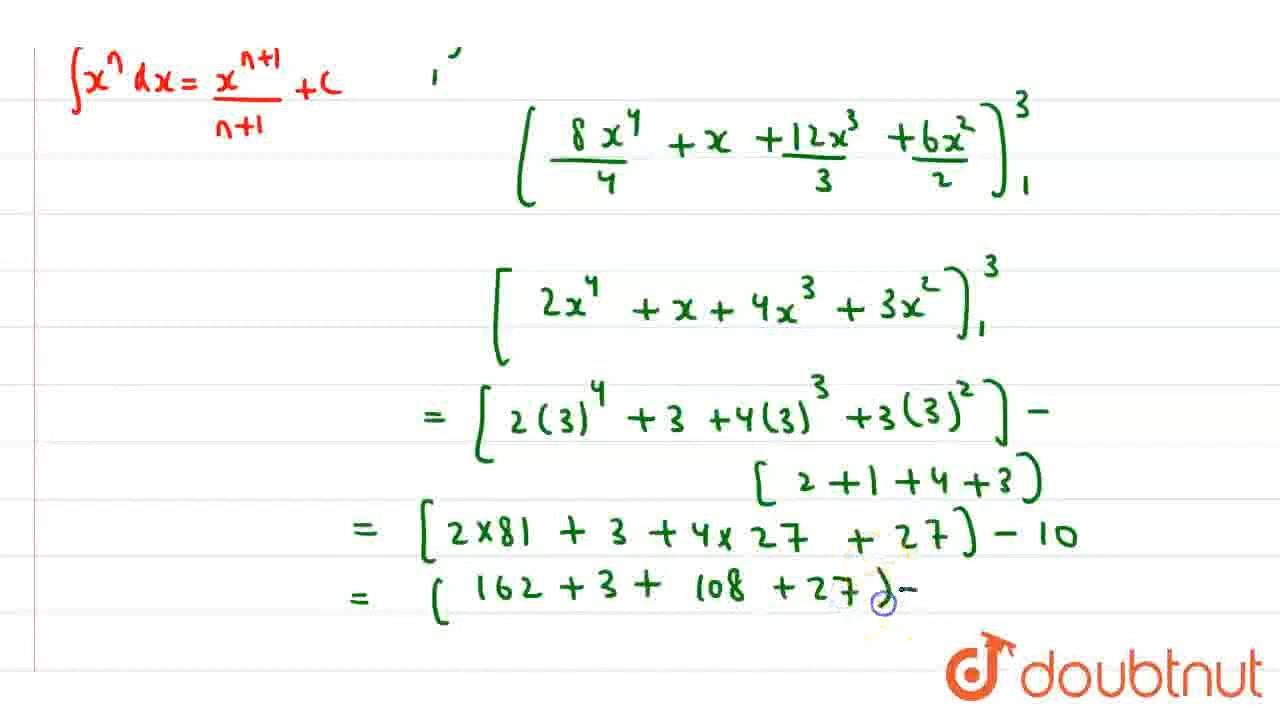 ∫xⁿ dx = xⁿ⁺¹/n+1 + C
[8x⁴/4 + x + 12x³/3 + 6x²/2]³₁
[2x⁴ + x + 4x³ + 3x²]³₁
= [2(3)⁴ + 3 + 4(3)³ + 3(3)²] -
[2 + 1 + 4 + 3]
= [2×81 + 3 + 4×27 + 27] - 10
= [162 + 3 + 108 + 27] -
doubtnut